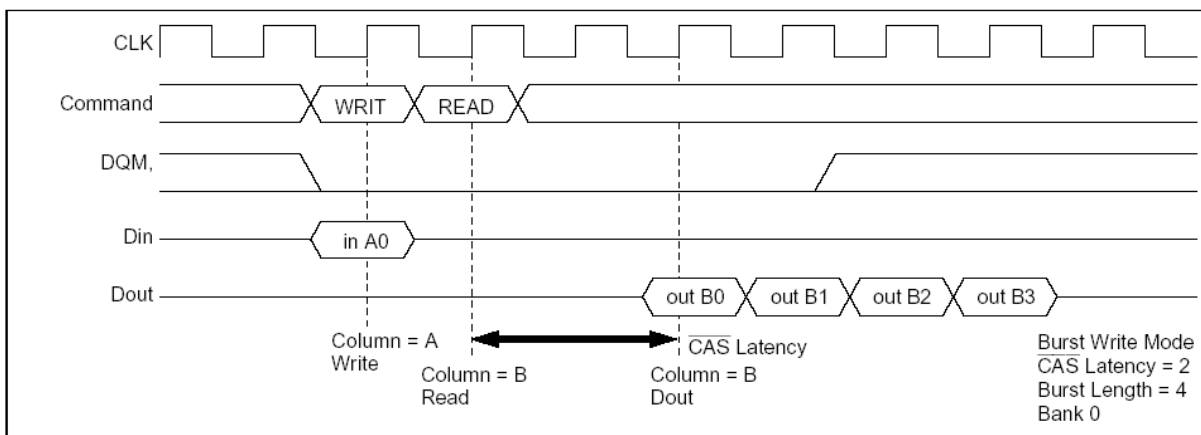 CLK
Command
WRIT
READ
DQM,
Din
in A0
Dout
out B0
out B1
out B2
out B3
Column = A
Write
Column = B
Read
CAS Latency
Column = B
Dout
Burst Write Mode
CAS Latency = 2
Burst Length = 4
Bank 0